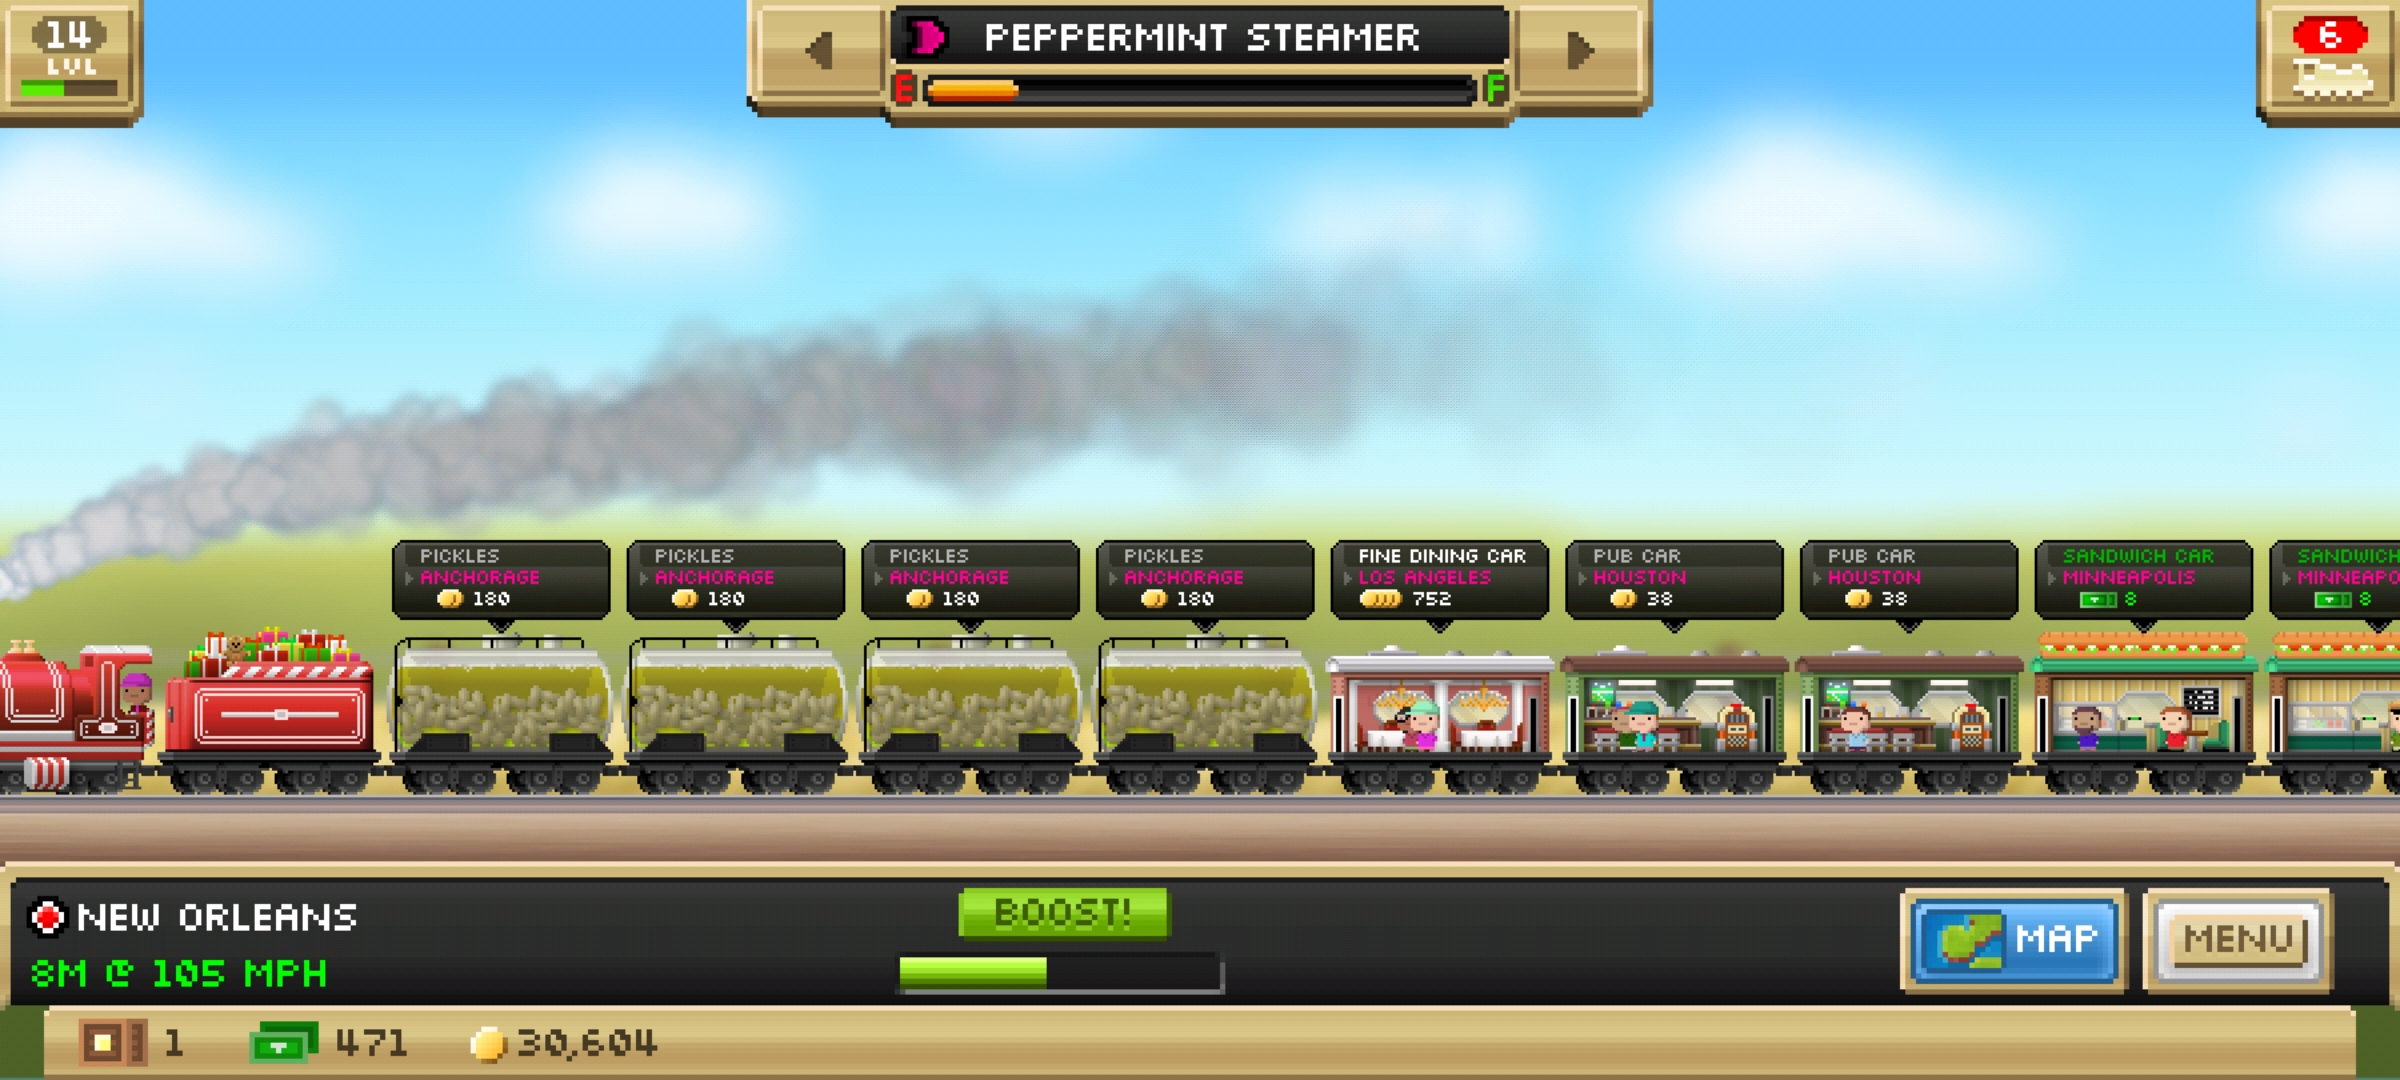 14
LVL
PEPPERMINT STEAMER
E F
6
PICKLES
ANCHORAGE
180
PICKLES
ANCHORAGE
180
PICKLES
ANCHORAGE
180
PICKLES
ANCHORAGE
180
FINE DINING CAR
LOS ANGELES
752
PUB CAR
HOUSTON
38
PUB CAR
HOUSTON
38
SANDWICH CAR
MINNEAPOLIS
8
SANDWICH
MINNEAPO
8
NEW ORLEANS
8M @ 105 MPH
BOOST!
MAP
MENU
1 471 30,604